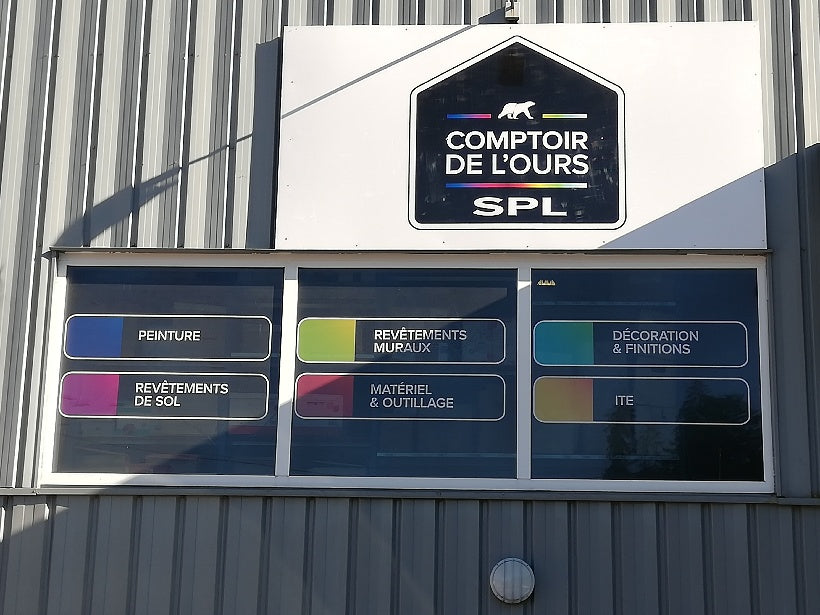 COMPTOIR
DE L'OURS
SPL
PEINTURE
REVÊTEMENTS
DE SOL
REVÊTEMENTS
MURAUX
MATÉRIEL
& OUTILLAGE
DÉCORATION
& FINITIONS
ITE